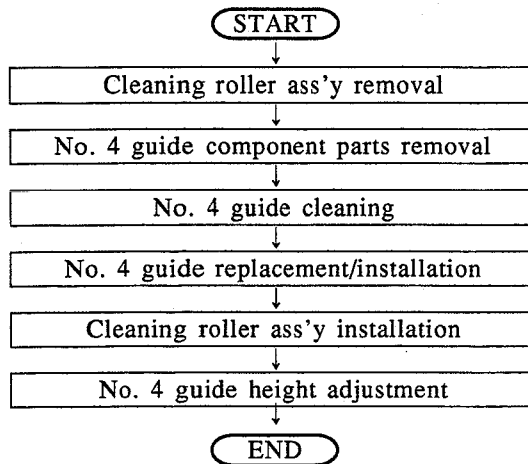 START
Cleaning roller ass'y removal
No. 4 guide component parts removal
No. 4 guide cleaning
No. 4 guide replacement/installation
Cleaning roller ass'y installation
No. 4 guide height adjustment
END